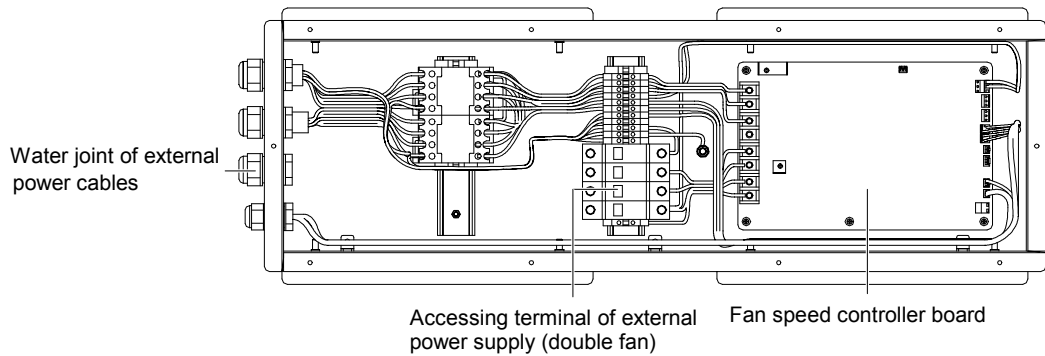 Water joint of external
power cables
Accessing terminal of external
power supply (double fan)
Fan speed controller board